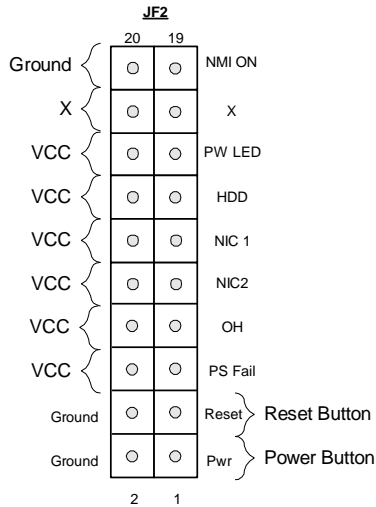 JF2
20 19
Ground NMI ON
X X
VCC PW LED
VCC HDD
VCC NIC 1
VCC NIC2
VCC OH
VCC PS Fail
Ground Reset Reset Button
Ground Pwr Power Button
2 1